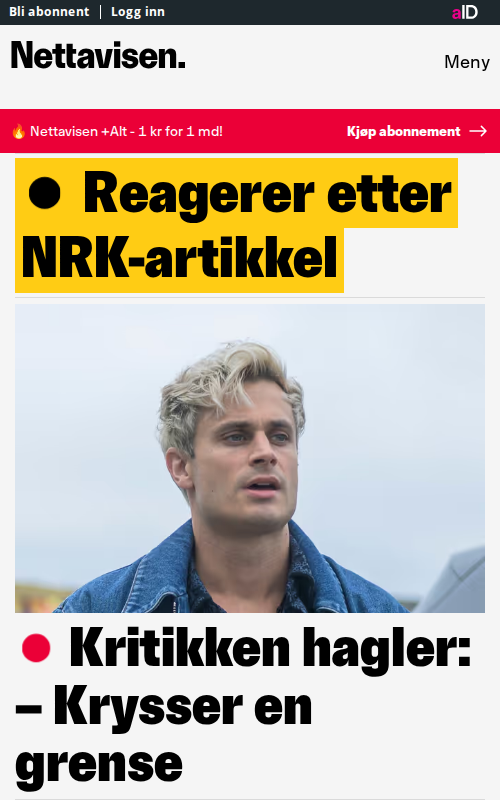 Bli abonnent | Logg inn
aID
Nettavisen.
Meny
🔥 Nettavisen +Alt - 1 kr for 1 md!
Kjøp abonnement →
● Reagerer etter
NRK-artikkel
● Kritikken hagler:
– Krysser en
grense